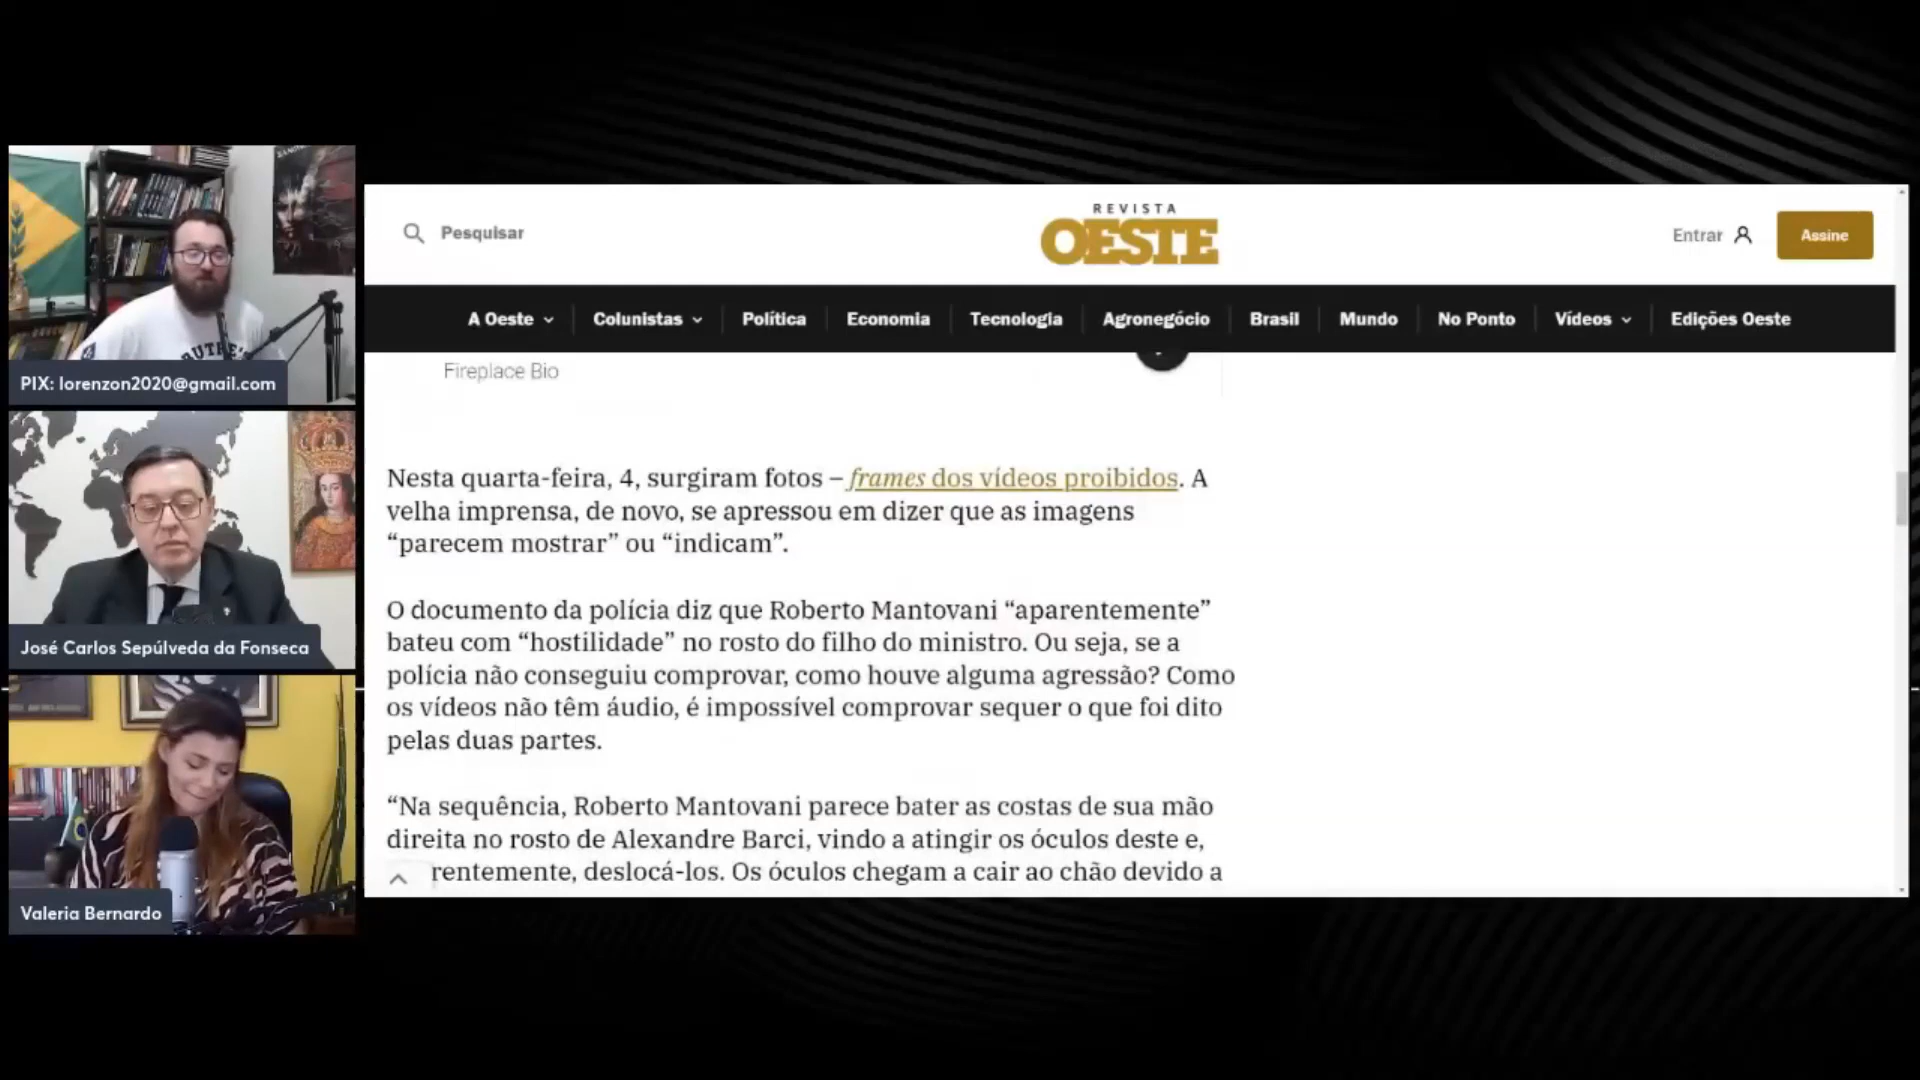 PIX: lorenzon2020@gmail.com
José Carlos Sepúlveda da Fonseca
Valeria Bernardo
Pesquisar
REVISTA
OESTE
Entrar
Assine
A Oeste
Colunistas
Política
Economia
Tecnologia
Agronegócio
Brasil
Mundo
No Ponto
Vídeos
Edições Oeste
Fireplace Bio
Nesta quarta-feira, 4, surgiram fotos – frames dos vídeos proibidos. A
velha imprensa, de novo, se apressou em dizer que as imagens
“parecem mostrar” ou “indicam”.
O documento da polícia diz que Roberto Mantovani “aparentemente”
bateu com “hostilidade” no rosto do filho do ministro. Ou seja, se a
polícia não conseguiu comprovar, como houve alguma agressão? Como
os vídeos não têm áudio, é impossível comprovar sequer o que foi dito
pelas duas partes.
“Na sequência, Roberto Mantovani parece bater as costas de sua mão
direita no rosto de Alexandre Barci, vindo a atingir os óculos deste e,
rentemente, deslocá-los. Os óculos chegam a cair ao chão devido a